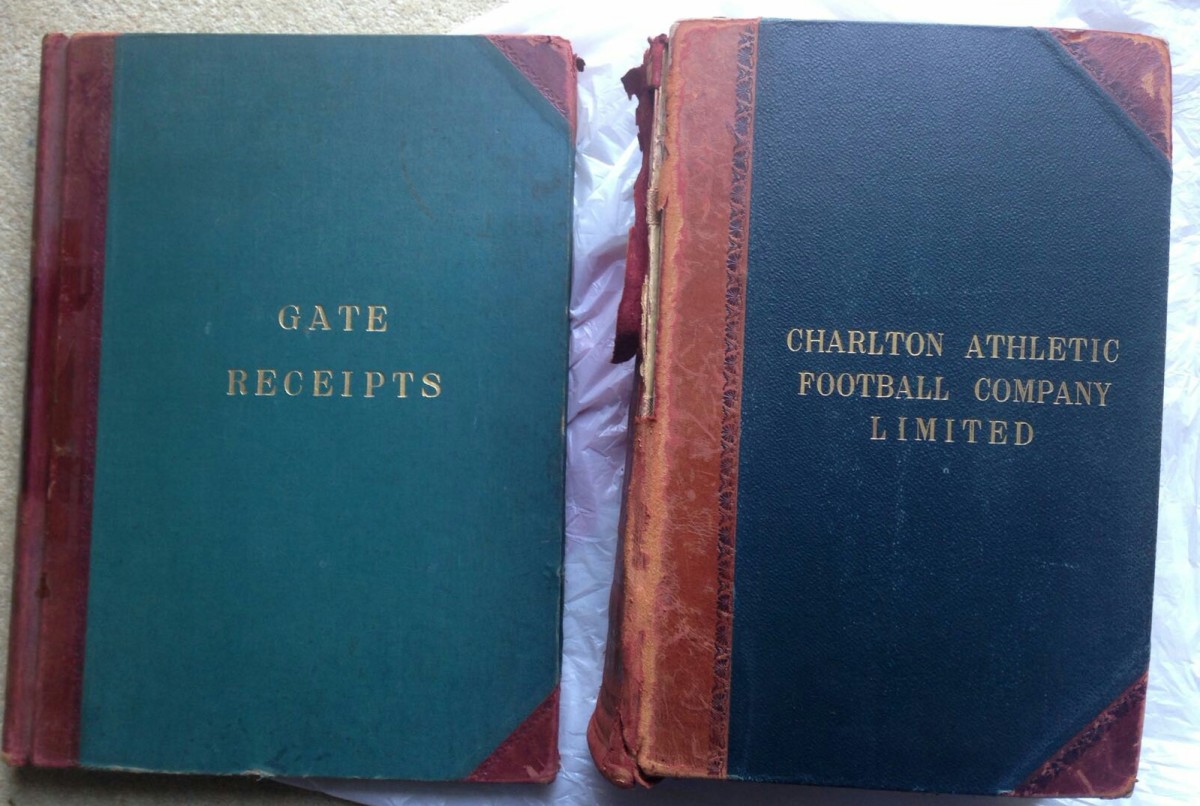 GATE
RECEIPTS
CHARLTON ATHLETIC
FOOTBALL COMPANY
LIMITED